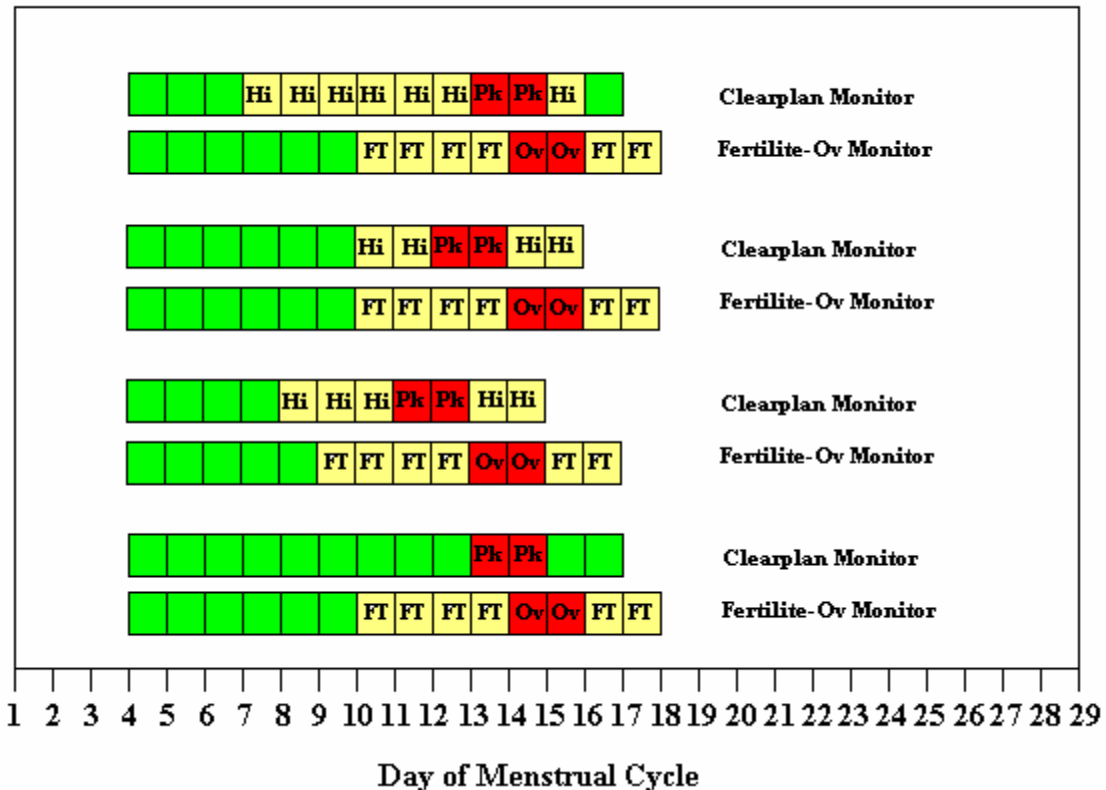 Hi Hi Hi Hi Hi Hi Pk Pk Hi Clearplan Monitor
FT FT FT FT Ov Ov FT FT Fertilite-Ov Monitor
Hi Hi Pk Pk Hi Hi Clearplan Monitor
FT FT FT FT Ov Ov FT FT Fertilite-Ov Monitor
Hi Hi Hi Pk Pk Hi Hi Clearplan Monitor
FT FT FT FT Ov Ov FT FT Fertilite-Ov Monitor
Pk Pk Clearplan Monitor
FT FT FT FT Ov Ov FT FT Fertilite-Ov Monitor
1 2 3 4 5 6 7 8 9 10 11 12 13 14 15 16 17 18 19 20 21 22 23 24 25 26 27 28 29
Day of Menstrual Cycle